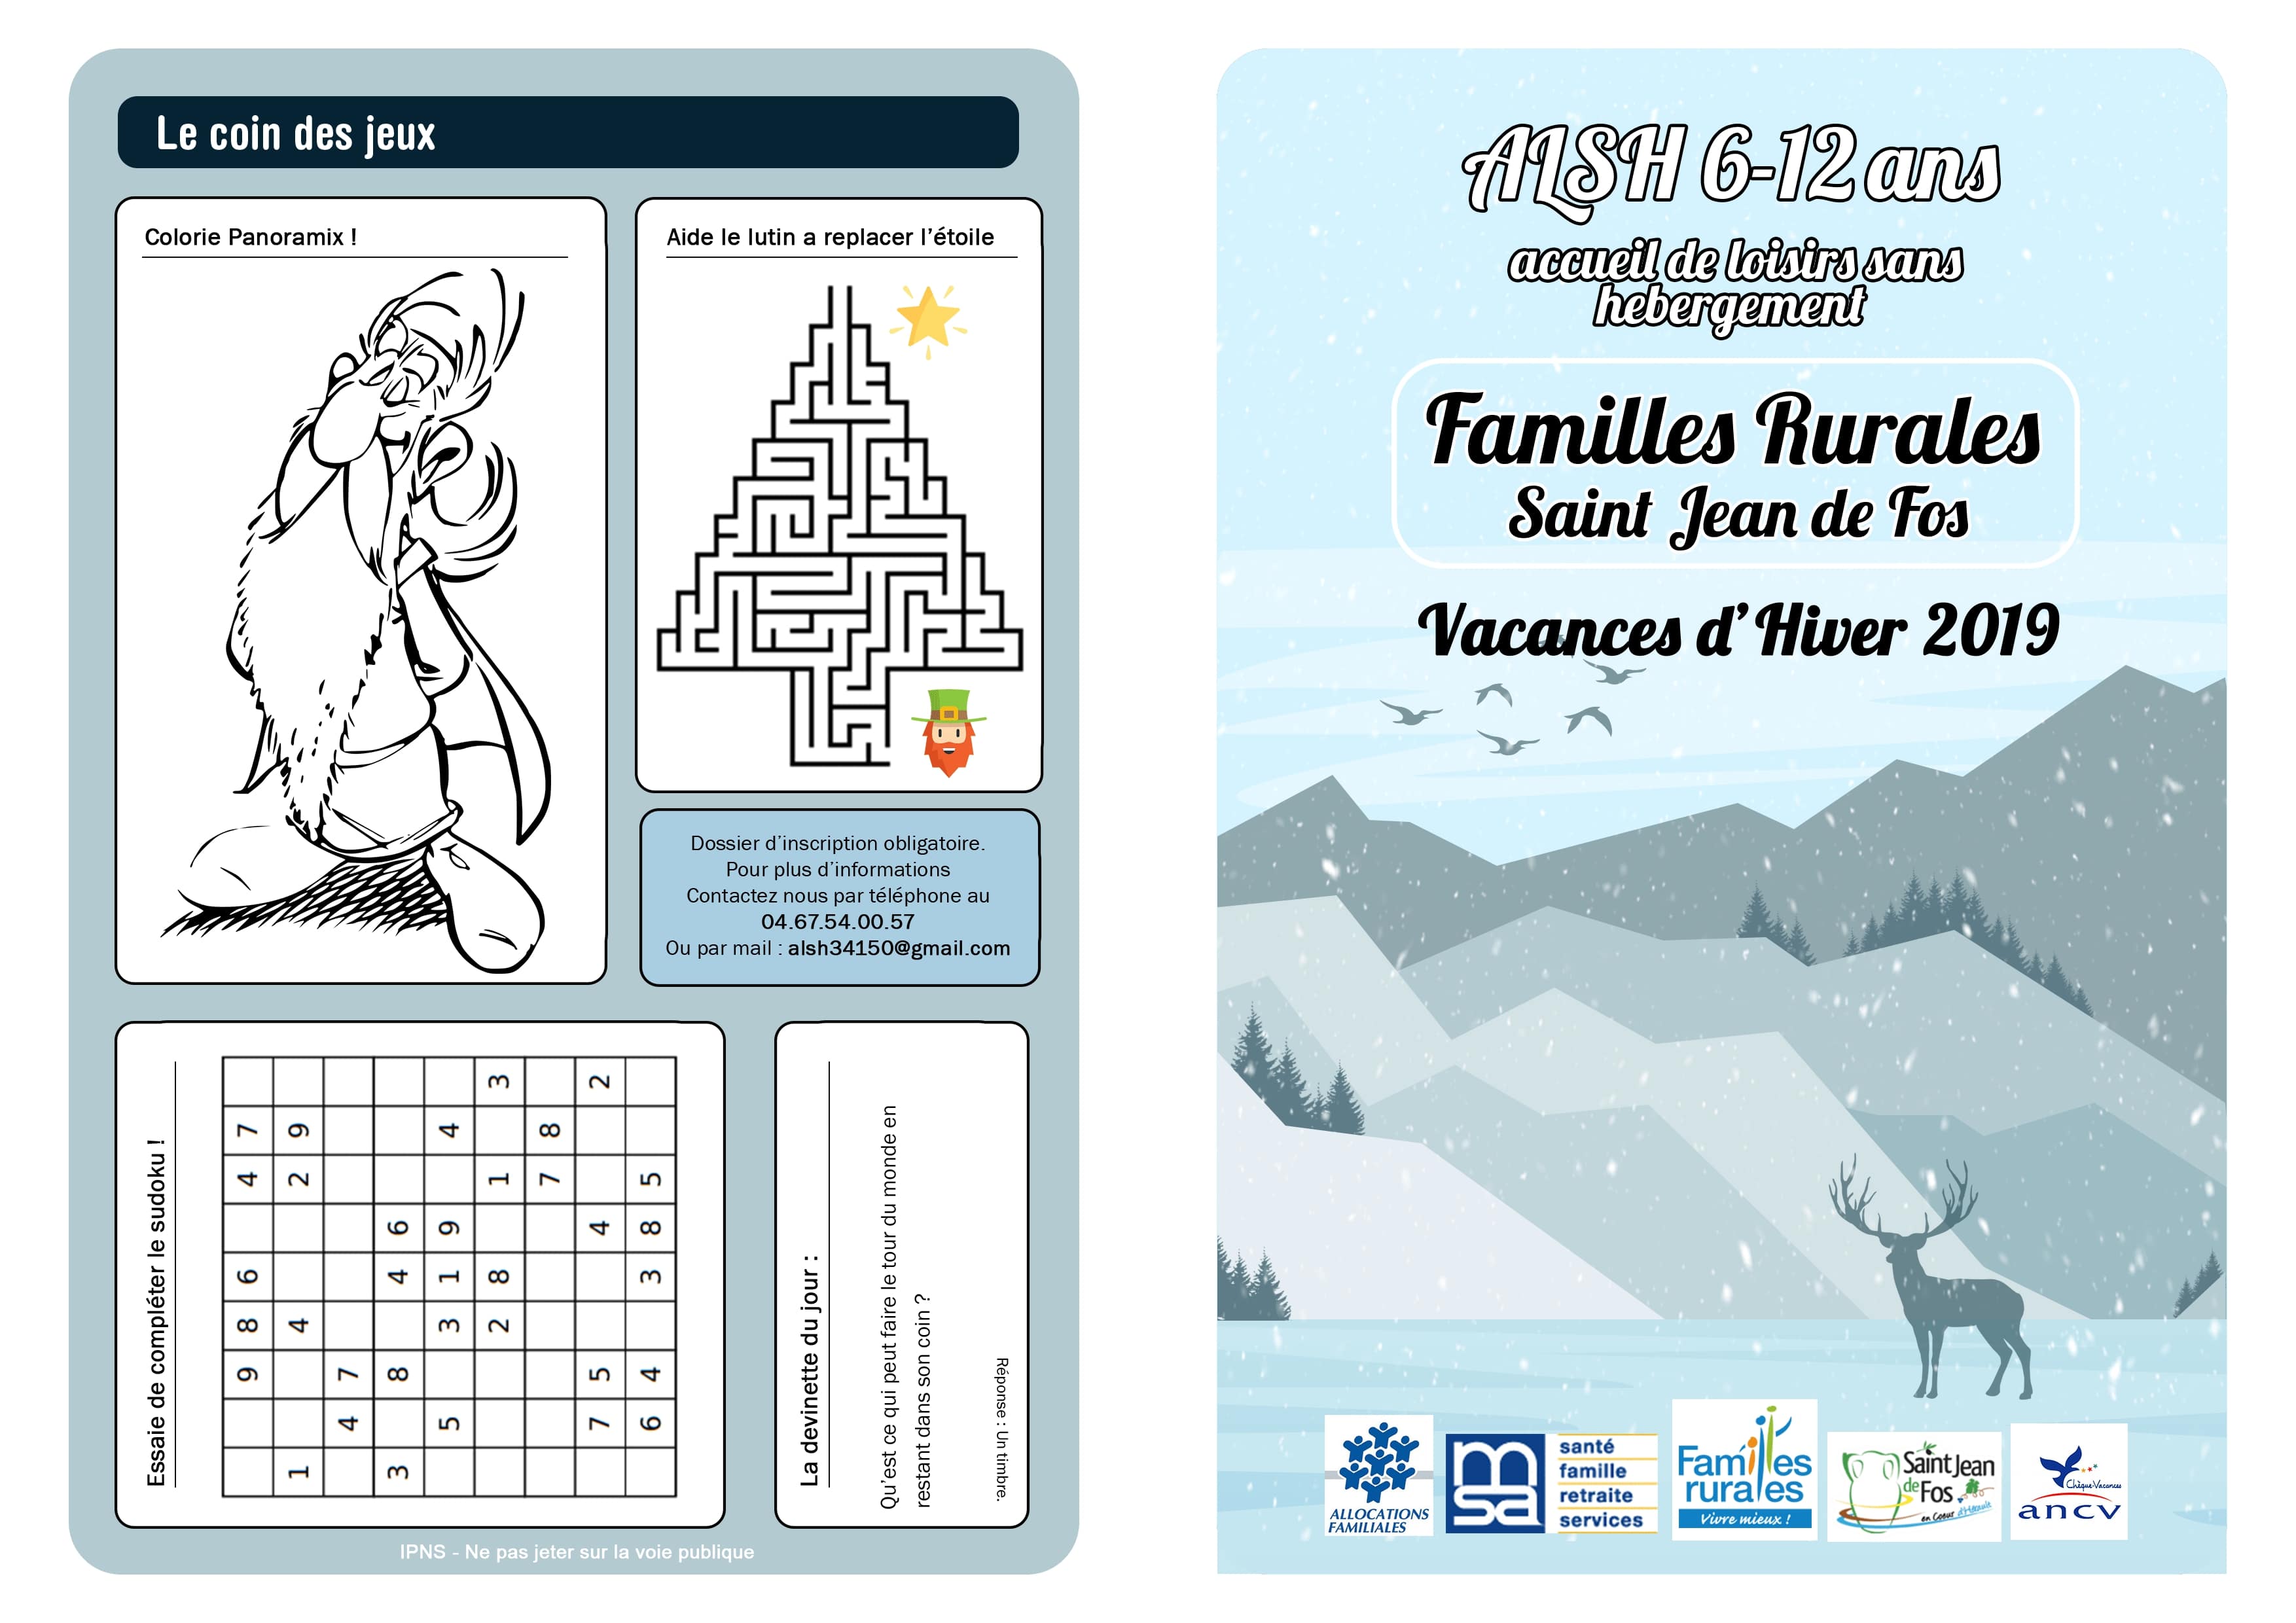 Le coin des jeux
Colorie Panoramix !
Aide le lutin a replacer l'étoile
Dossier d'inscription obligatoire.
Pour plus d'informations
Contactez nous par téléphone au
04.67.54.00.57
Ou par mail : alsh34150@gmail.com
Essaie de compléter le sudoku !
9 8 6 4 7
1 4 2 9
4 7
3 8 4 6
5 3 1 9 4
2 8 1 3
7 8
7 5 4 2
6 4 3 8 5
La devinette du jour :
Qu'est ce qui peut faire le tour du monde en
restant dans son coin ?
Réponse : Un timbre.
IPNS - Ne pas jeter sur la voie publique
ALSH 6-12 ans
accueil de loisirs sans
hebergement
Familles Rurales
Saint Jean de Fos
Vacances d'Hiver 2019
ALLOCATIONS
FAMILIALES
msa
santé
famille
retraite
services
Familles
rurales
Vivre mieux !
Saint Jean
de Fos
en Coeur d'Hérault
Chèque-Vacances
ancv